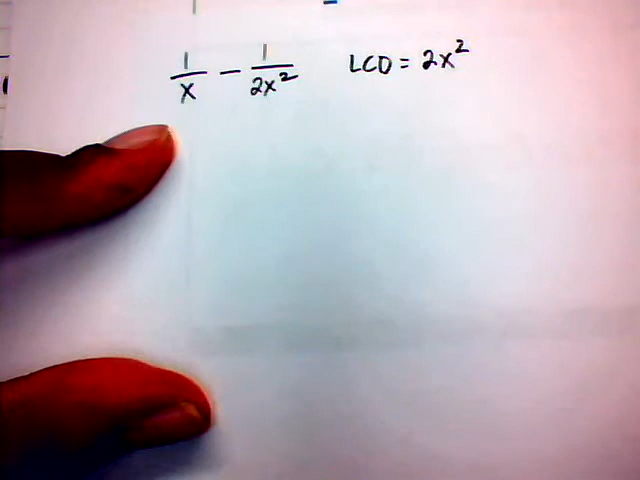 1/x − 1/2x² LCD = 2x²